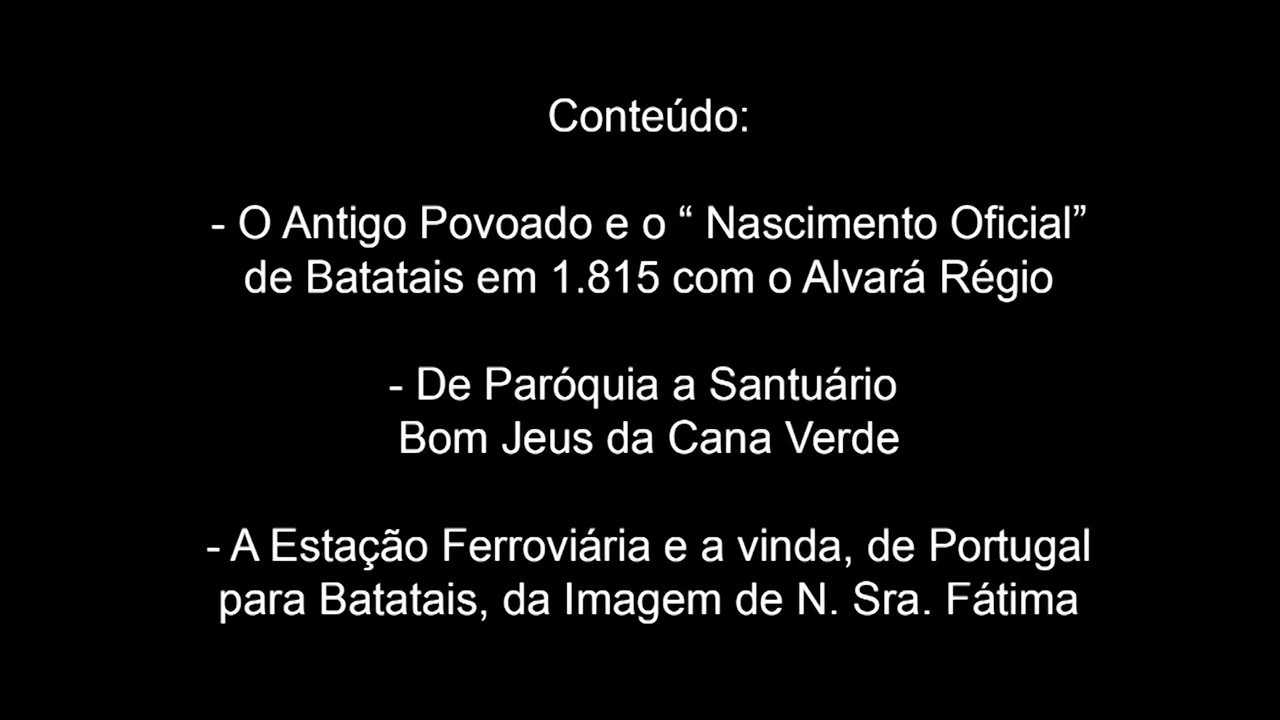 Conteúdo:
- O Antigo Povoado e o “ Nascimento Oficial”
de Batatais em 1.815 com o Alvará Régio
- De Paróquia a Santuário
Bom Jeus da Cana Verde
- A Estação Ferroviária e a vinda, de Portugal
para Batatais, da Imagem de N. Sra. Fátima